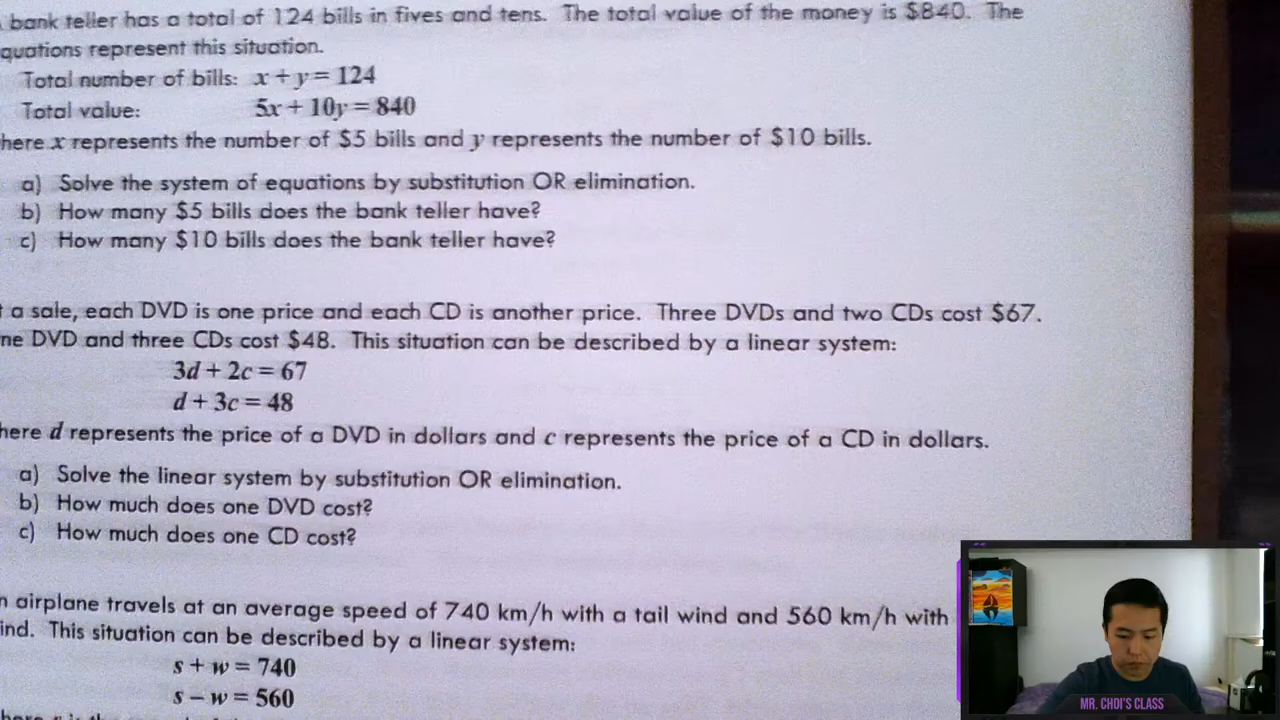 bank teller has a total of 124 bills in fives and tens. The total value of the money is $840. The
quations represent this situation.
Total number of bills: x + y = 124
Total value: 5x + 10y = 840
here x represents the number of $5 bills and y represents the number of $10 bills.
a) Solve the system of equations by substitution OR elimination.
b) How many $5 bills does the bank teller have?
c) How many $10 bills does the bank teller have?
t a sale, each DVD is one price and each CD is another price. Three DVDs and two CDs cost $67.
ne DVD and three CDs cost $48. This situation can be described by a linear system:
3d + 2c = 67
d + 3c = 48
here d represents the price of a DVD in dollars and c represents the price of a CD in dollars.
a) Solve the linear system by substitution OR elimination.
b) How much does one DVD cost?
c) How much does one CD cost?
n airplane travels at an average speed of 740 km/h with a tail wind and 560 km/h with
ind. This situation can be described by a linear system:
s + w = 740
s − w = 560
MR. CHOI'S CLASS